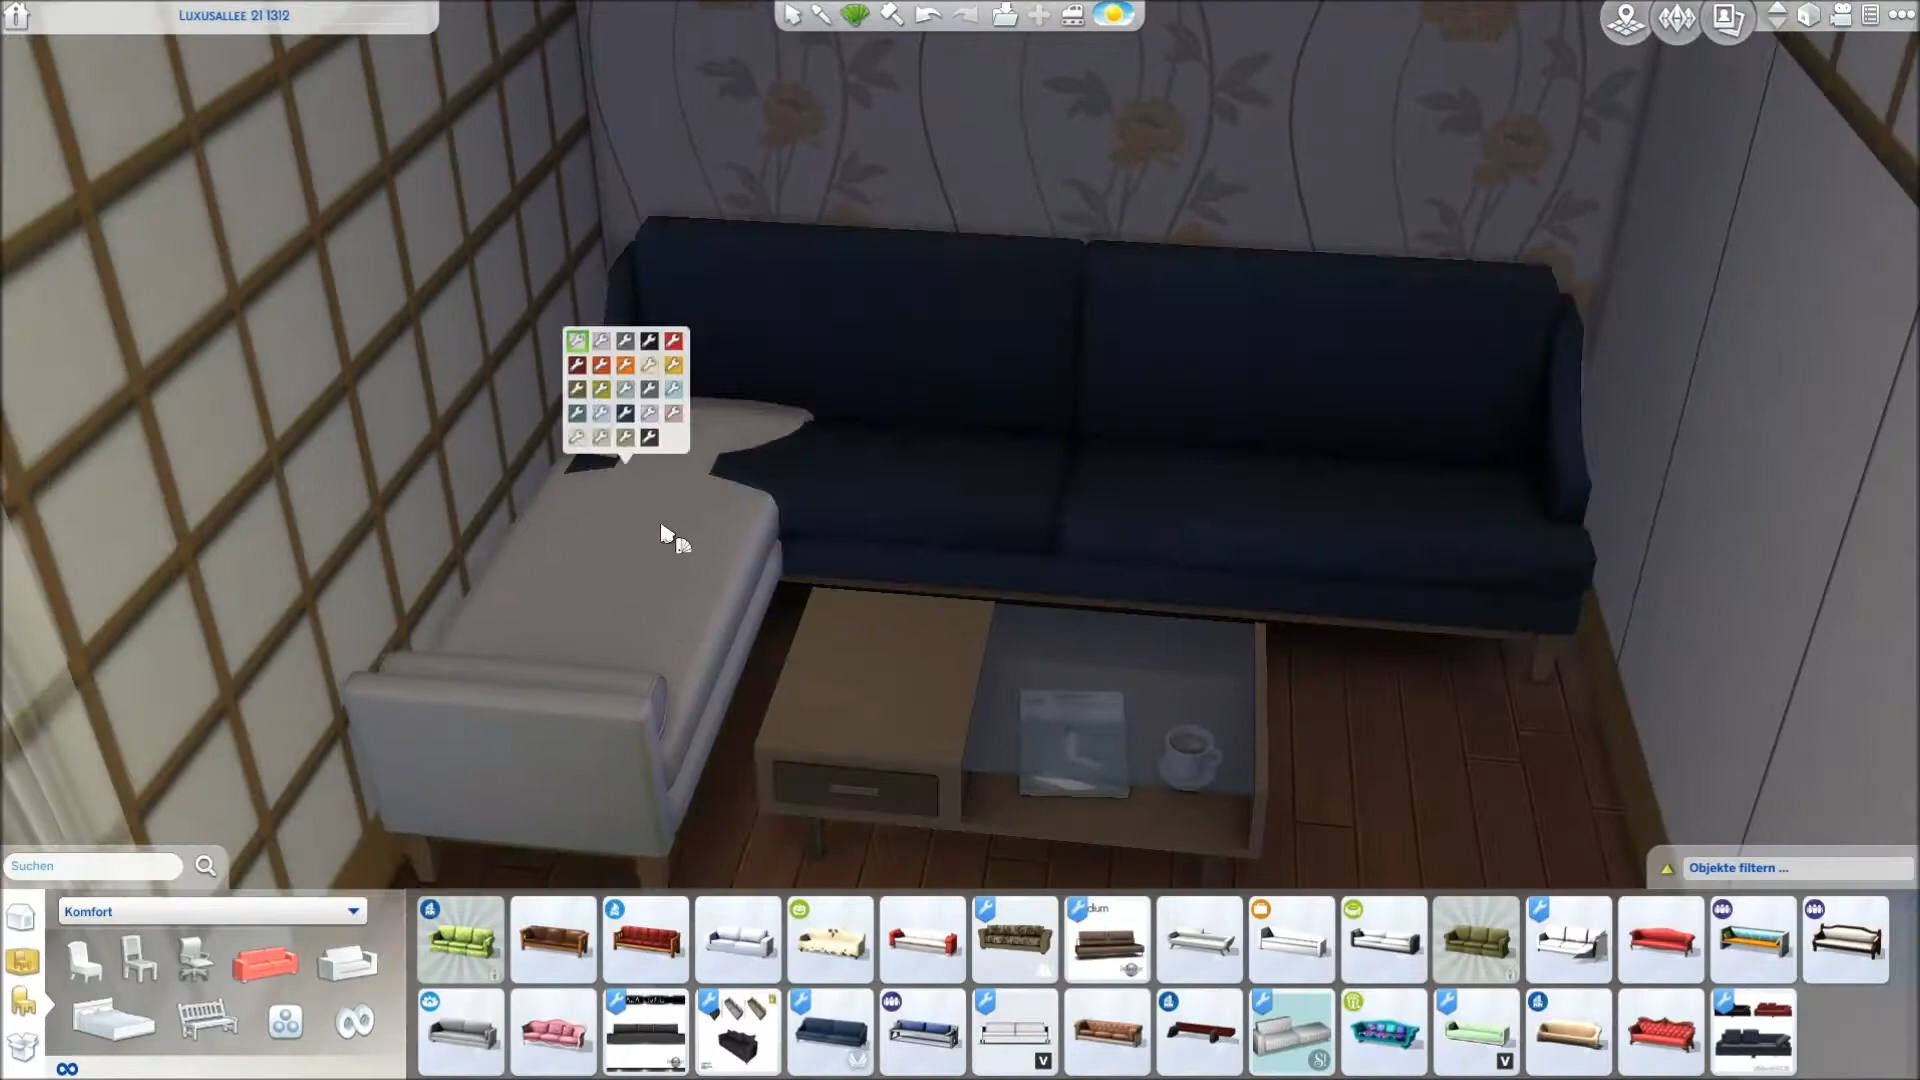 LUXUSALLEE 21 1312
Suchen
Objekte filtern ...
Komfort
dium
V
V